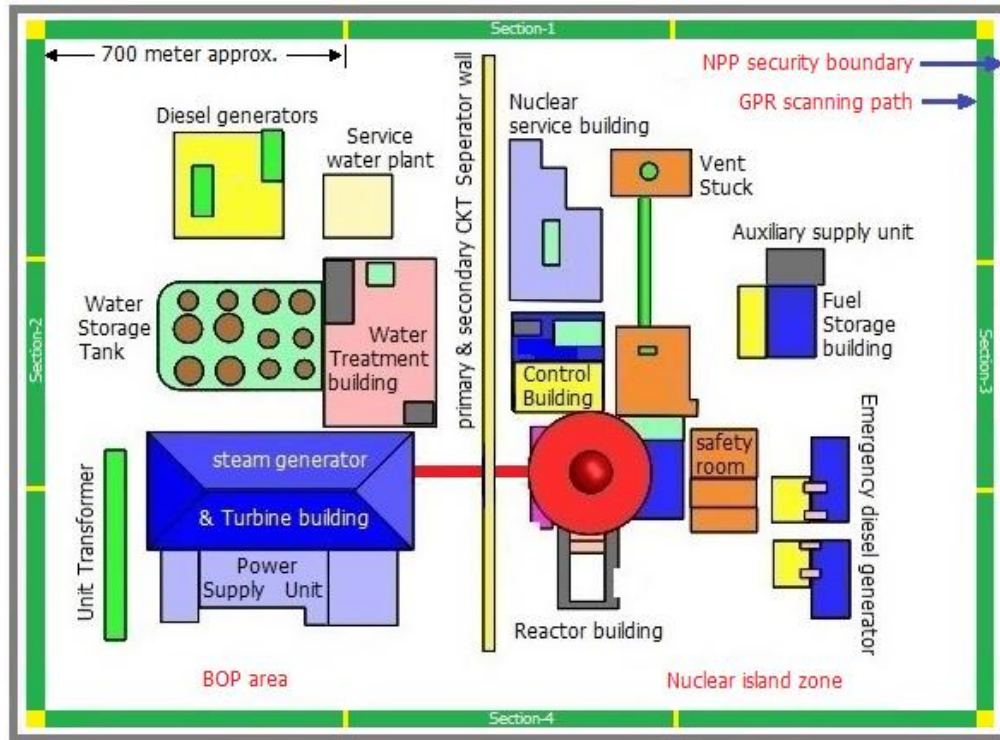 Section-1
700 meter approx.
NPP security boundary
GPR scanning path
Diesel generators
Service
water plant
primary & secondary CKT Seperator wall
Nuclear
service building
Vent
Stuck
Auxiliary supply unit
Section-2
Water
Storage
Tank
Water
Treatment
building
Control
Building
Fuel
Storage
building
Section-3
Unit Transformer
steam generator
& Turbine building
Power
Supply Unit
safety
room
Emergency diesel generator
Reactor building
BOP area
Nuclear island zone
Section-4